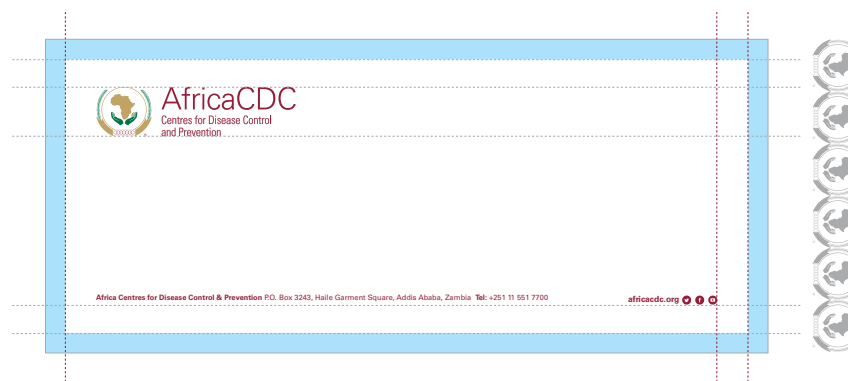 AfricaCDC
Centres for Disease Control
and Prevention
Africa Centres for Disease Control & Prevention P.O. Box 3243, Haile Garment Square, Addis Ababa, Zambia Tel: +251 11 551 7700
africacdc.org